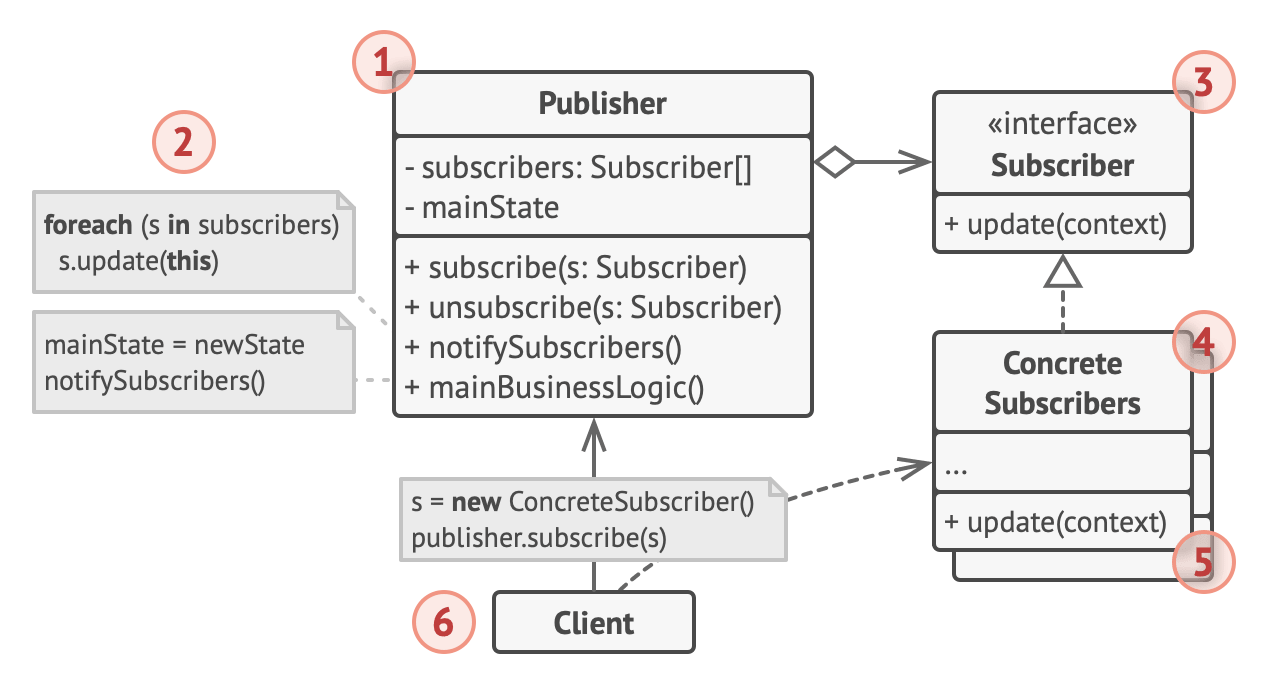 1
Publisher
- subscribers: Subscriber[]
- mainState
+ subscribe(s: Subscriber)
+ unsubscribe(s: Subscriber)
+ notifySubscribers()
+ mainBusinessLogic()
2
foreach (s in subscribers)
s.update(this)
mainState = newState
notifySubscribers()
3
«interface»
Subscriber
+ update(context)
4
Concrete
Subscribers
...
+ update(context)
5
s = new ConcreteSubscriber()
publisher.subscribe(s)
6
Client